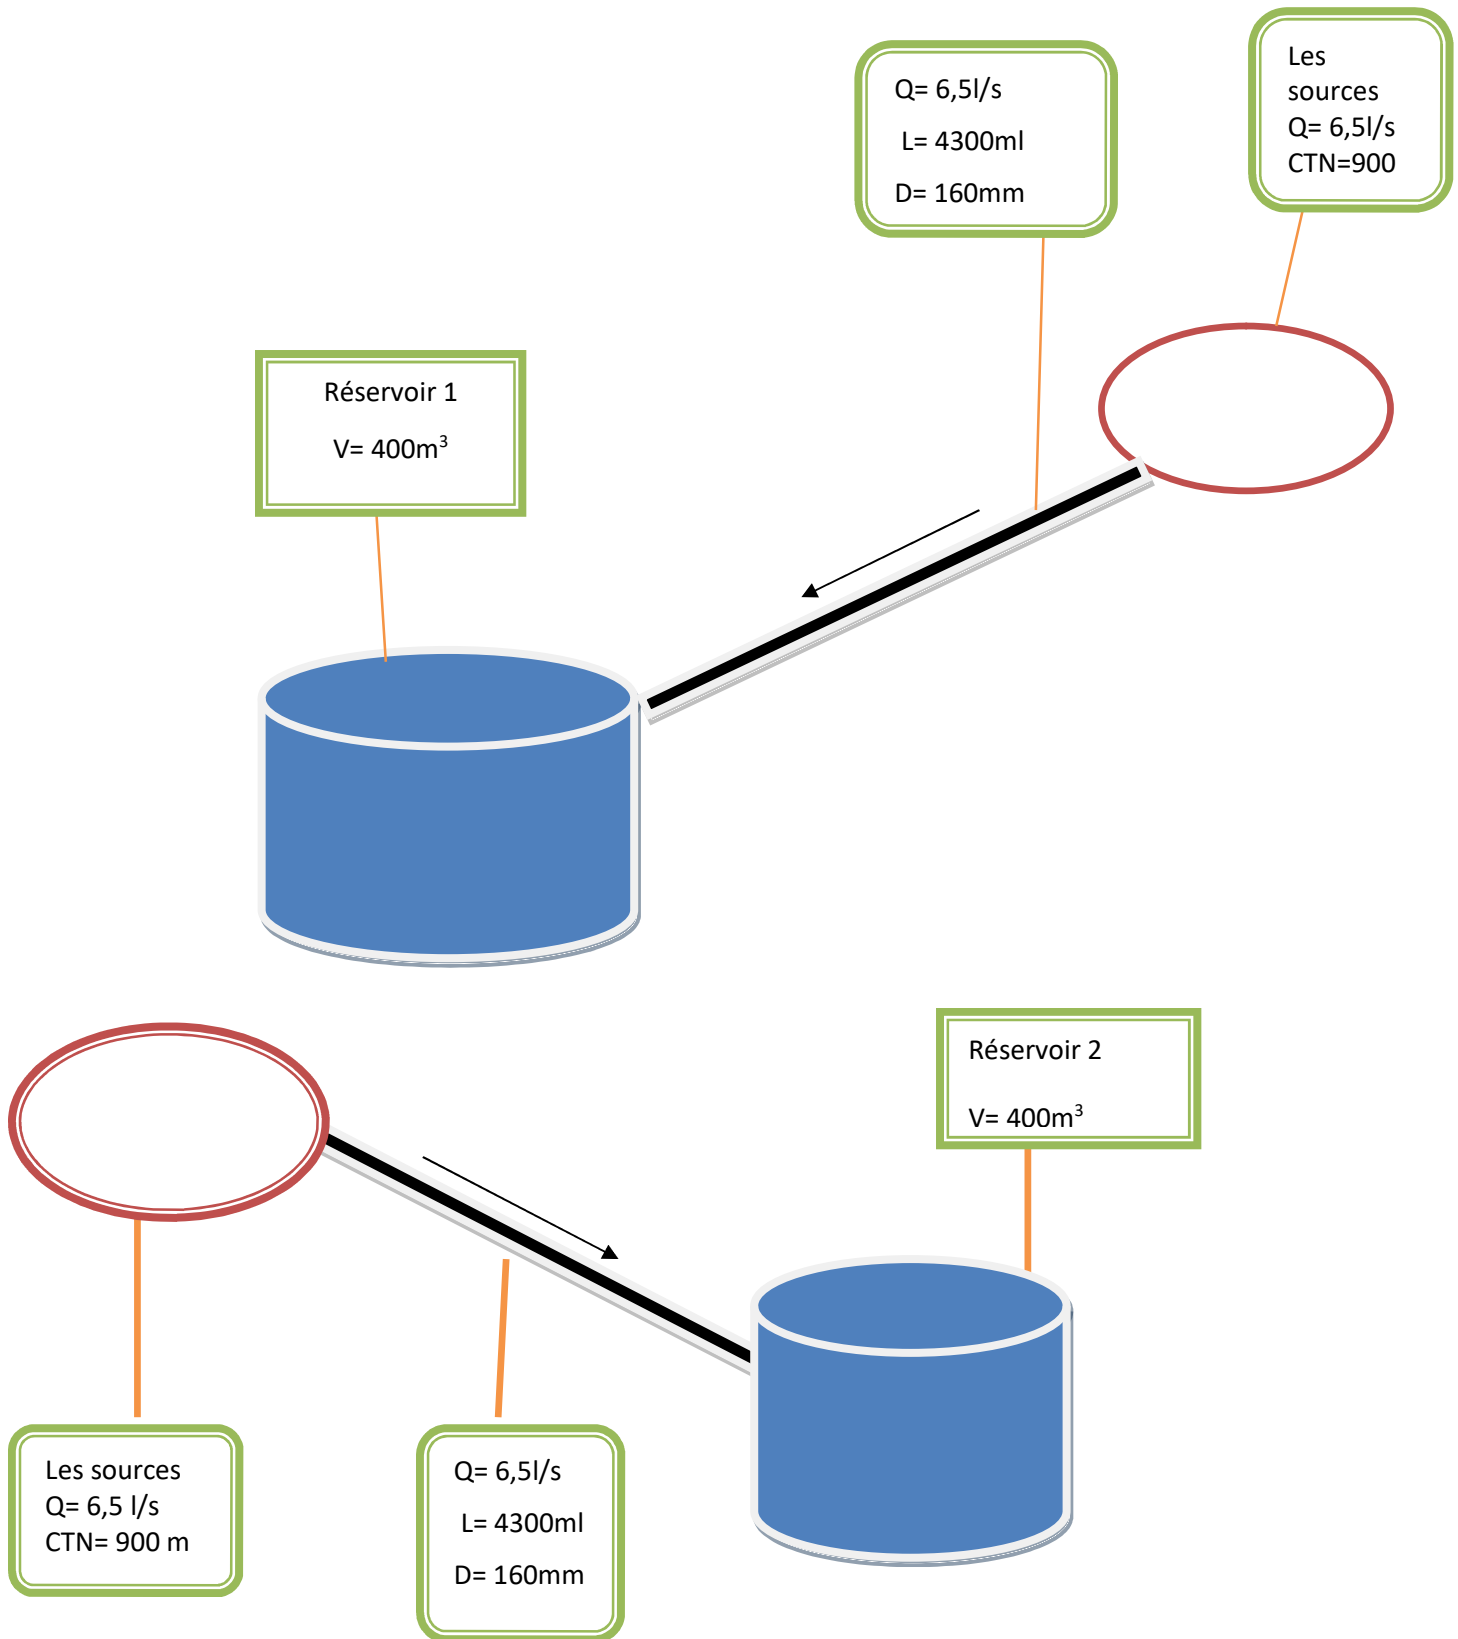 Les
sources
Q= 6,5l/s
CTN=900
Q= 6,5l/s
L= 4300ml
D= 160mm
Réservoir 1
V= 400m³
Réservoir 2
V= 400m³
Les sources
Q= 6,5 l/s
CTN= 900 m
Q= 6,5l/s
L= 4300ml
D= 160mm